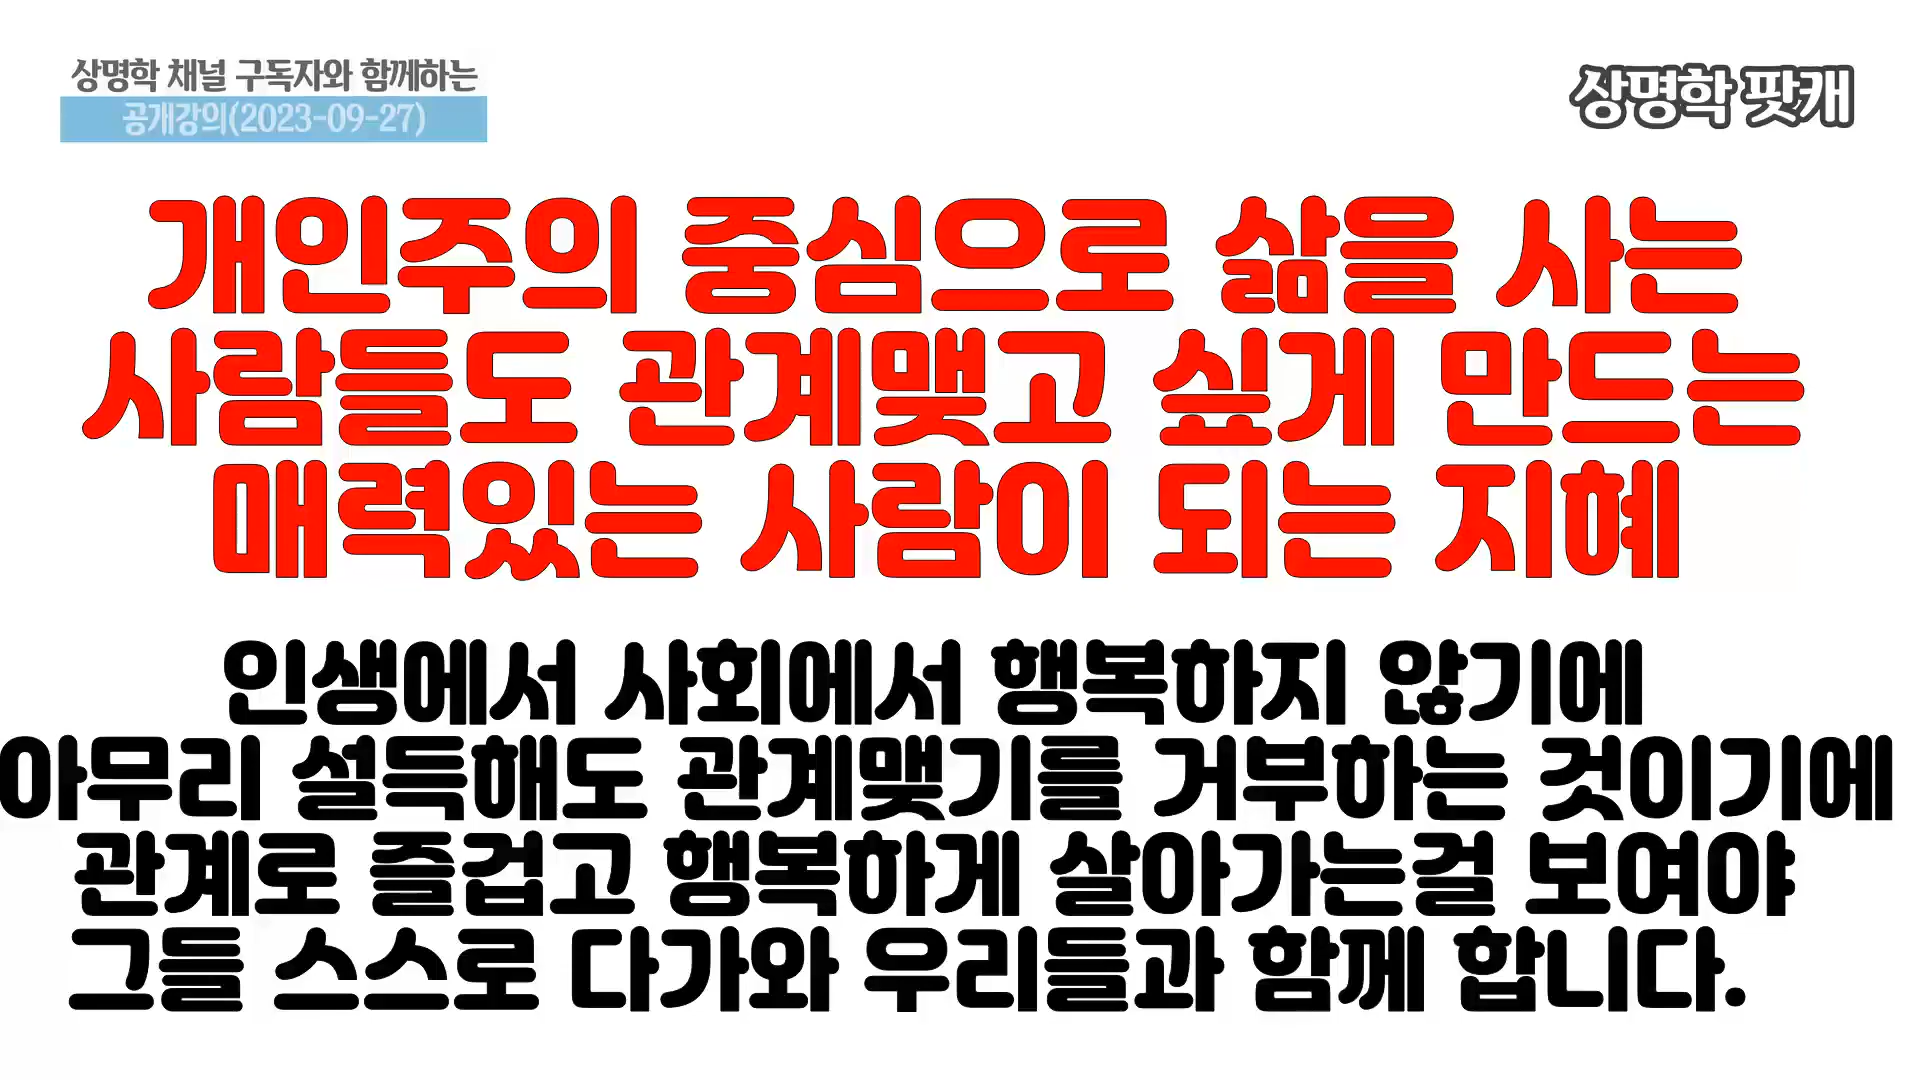 상명학 채널 구독자와 함께하는
공개강의(2023-09-27)
상명학 팟캐
개인주의 중심으로 삶을 사는
사람들도 관계맺고 싶게 만드는
매력있는 사람이 되는 지혜
인생에서 사회에서 행복하지 않기에
아무리 설득해도 관계맺기를 거부하는 것이기에
관계로 즐겁고 행복하게 살아가는걸 보여야
그들 스스로 다가와 우리들과 함께 합니다.